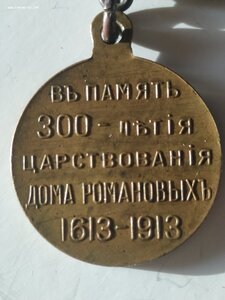 ВЪ ПАМЯТЬ
300-ЛѢТІЯ
ЦАРСТВОВАНІЯ
ДОМА РОМАНОВЫХЪ
1613-1913